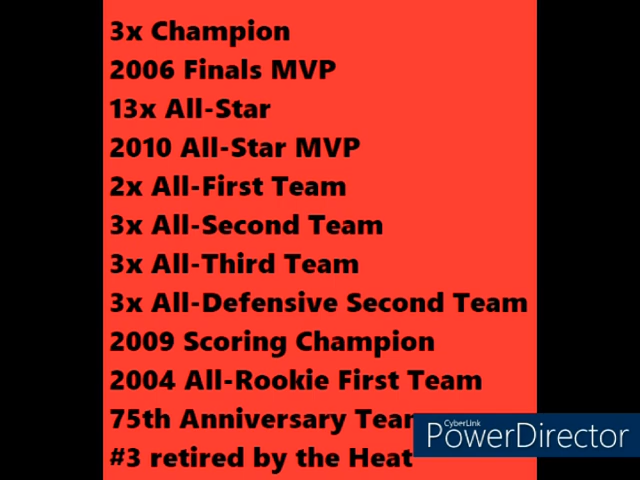 3x Champion
2006 Finals MVP
13x All-Star
2010 All-Star MVP
2x All-First Team
3x All-Second Team
3x All-Third Team
3x All-Defensive Second Team
2009 Scoring Champion
2004 All-Rookie First Team
75th Anniversary
CyberLink
PowerDirector
#3 retired by the Heat